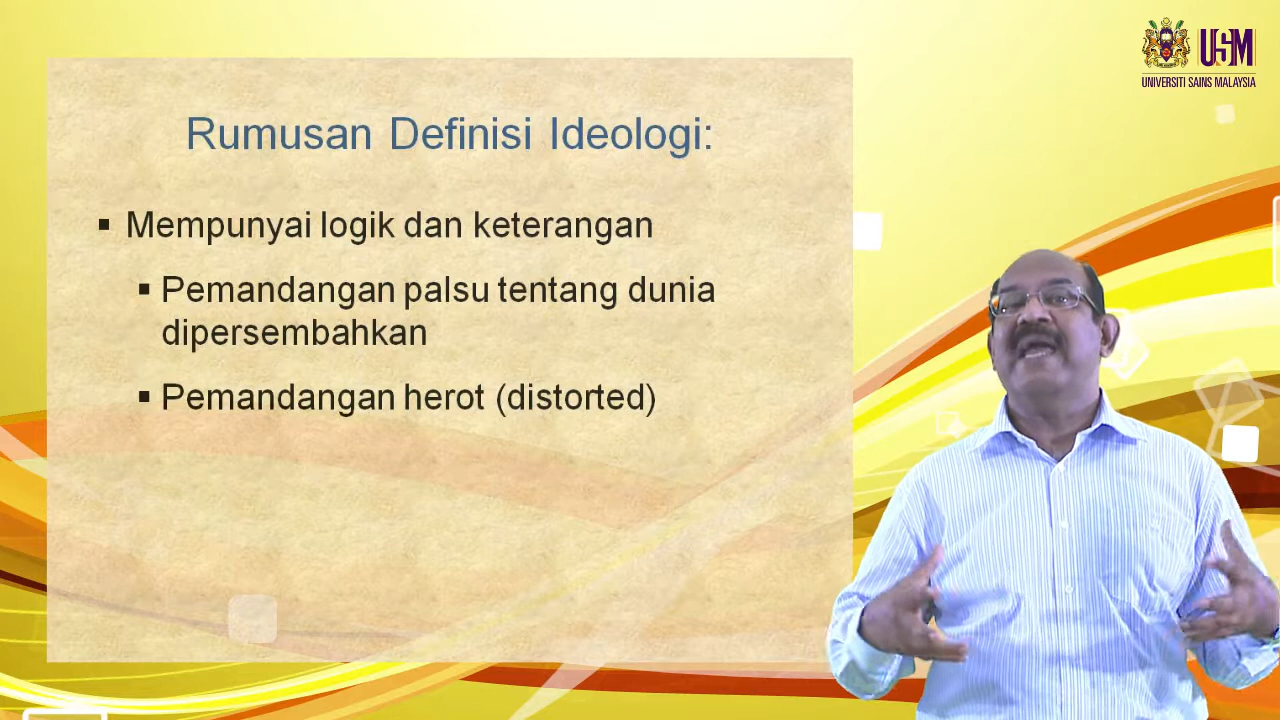 USM
UNIVERSITI SAINS MALAYSIA
Rumusan Definisi Ideologi:
▪ Mempunyai logik dan keterangan
▪ Pemandangan palsu tentang dunia
dipersembahkan
▪ Pemandangan herot (distorted)